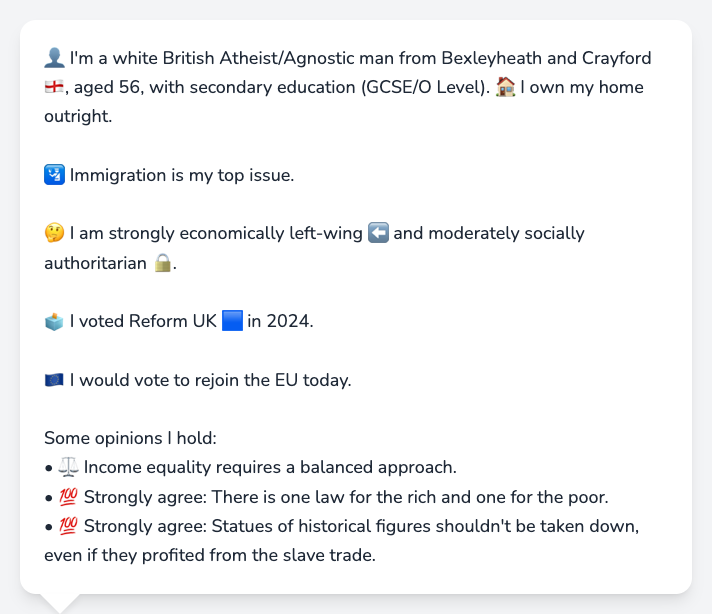 👤 I'm a white British Atheist/Agnostic man from Bexleyheath and Crayford
🏴󠁧󠁢󠁥󠁮󠁧󠁿, aged 56, with secondary education (GCSE/O Level). 🏠 I own my home
outright.
🛂 Immigration is my top issue.
🤔 I am strongly economically left-wing ⬅️ and moderately socially
authoritarian 🔒.
🗳️ I voted Reform UK 🟦 in 2024.
🇪🇺 I would vote to rejoin the EU today.
Some opinions I hold:
• ⚖️ Income equality requires a balanced approach.
• 💯 Strongly agree: There is one law for the rich and one for the poor.
• 💯 Strongly agree: Statues of historical figures shouldn't be taken down,
even if they profited from the slave trade.